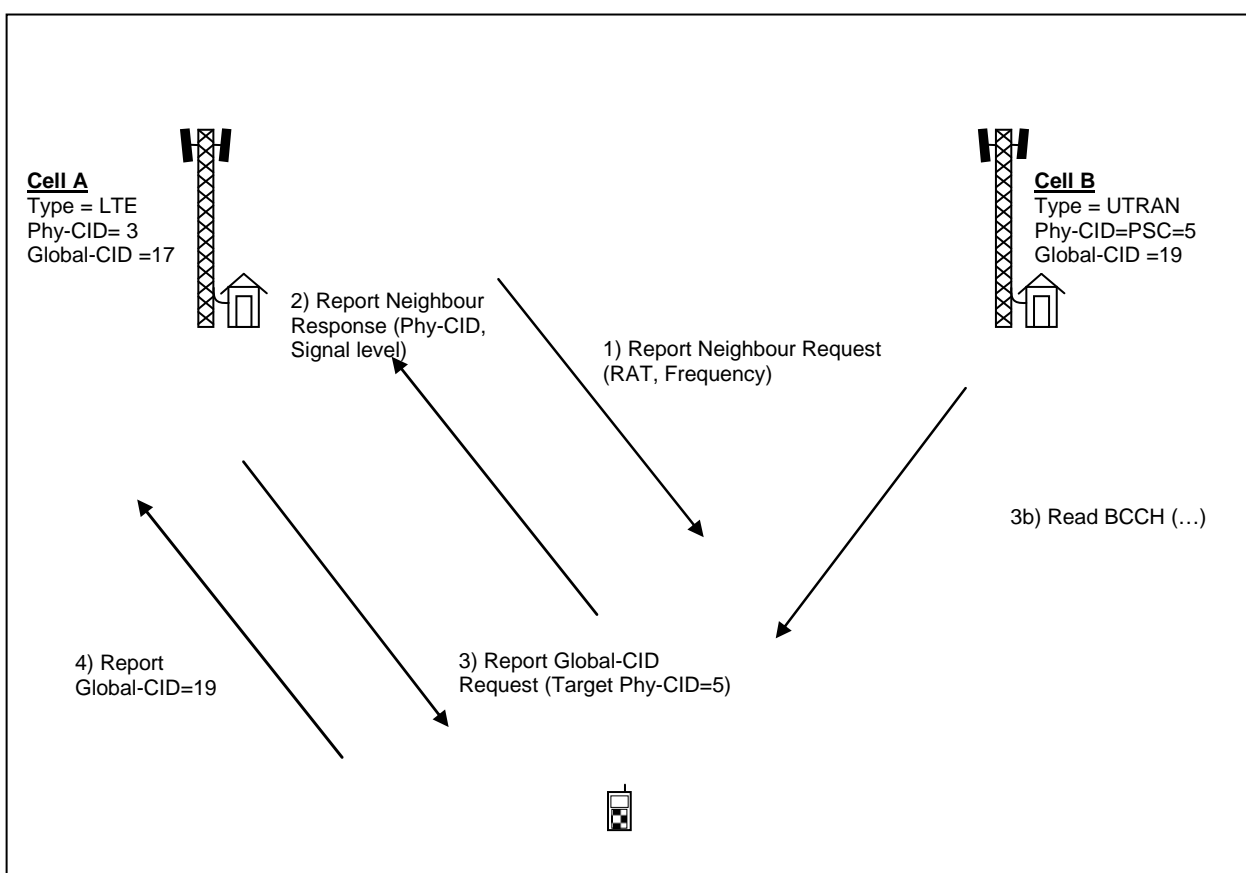 Cell A
Type = LTE
Phy-CID= 3
Global-CID =17
Cell B
Type = UTRAN
Phy-CID=PSC=5
Global-CID =19
2) Report Neighbour
Response (Phy-CID,
Signal level)
1) Report Neighbour Request
(RAT, Frequency)
3b) Read BCCH (…)
4) Report
Global-CID=19
3) Report Global-CID
Request (Target Phy-CID=5)